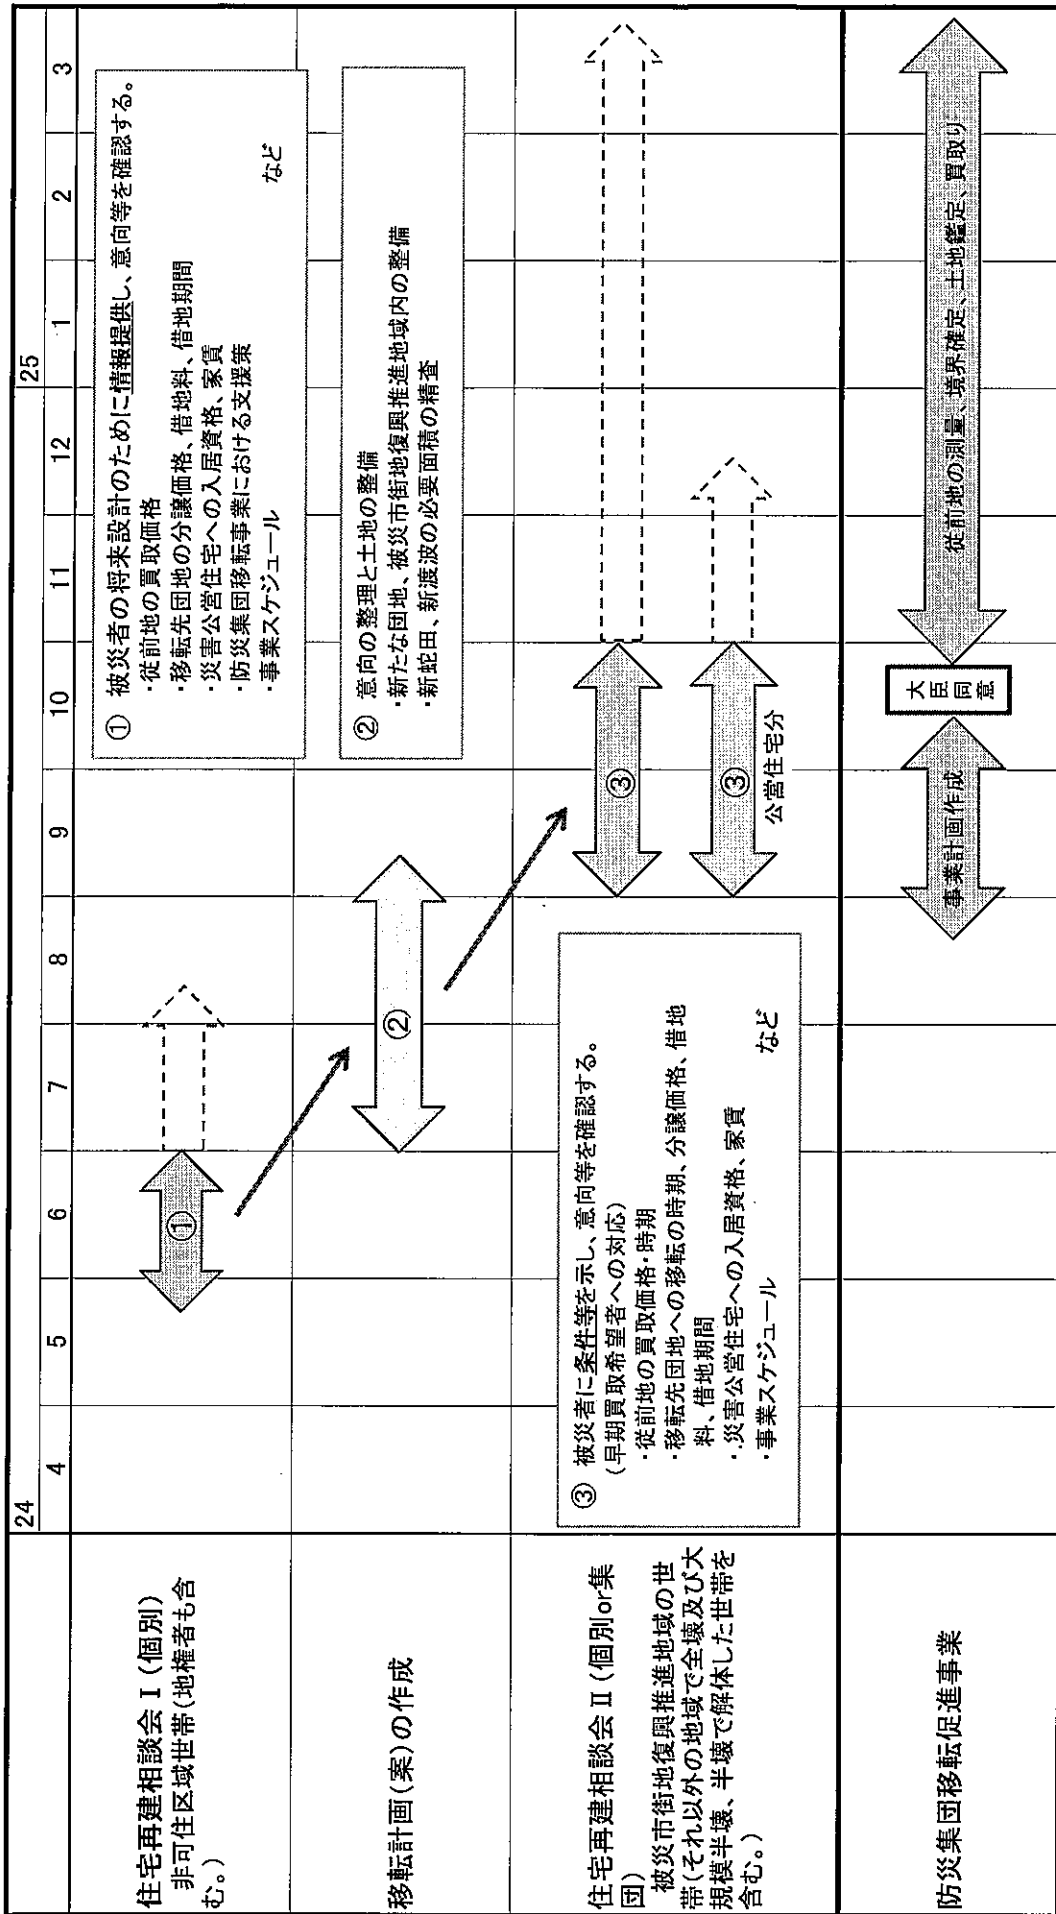 24
25
4
5
6
7
8
9
10
11
12
1
2
3
住宅再建相談会Ⅰ(個別)
非可住区域世帯(地権者も含
む。)
①
① 被災者の将来設計のために情報提供し、意向等を確認する。
・従前地の買取価格
・移転先団地の分譲価格、借地料、借地期間
・災害公営住宅への入居資格、家賃
・防災集団移転事業における支援策
・事業スケジュール
など
移転計画(案)の作成
②
② 意向の整理と土地の整備
・新たな団地、被災市街地復興推進地域内の整備
・新蛇田、新渡波の必要面積の精査
住宅再建相談会Ⅱ(個別or集
団)
被災市街地復興推進地域の世
帯(それ以外の地域で全壊及び大
規模半壊、半壊で解体した世帯を
含む。)
③ 被災者に条件等を示し、意向等を確認する。
(早期買取希望者への対応)
・従前地の買取価格・時期
・移転先団地への移転の時期、分譲価格、借地
料、借地期間
・災害公営住宅への入居資格、家賃
・事業スケジュール
など
③
③
公営住宅分
防災集団移転促進事業
事業計画作成
大臣
同意
従前地の測量、境界確定、土地鑑定、買取り